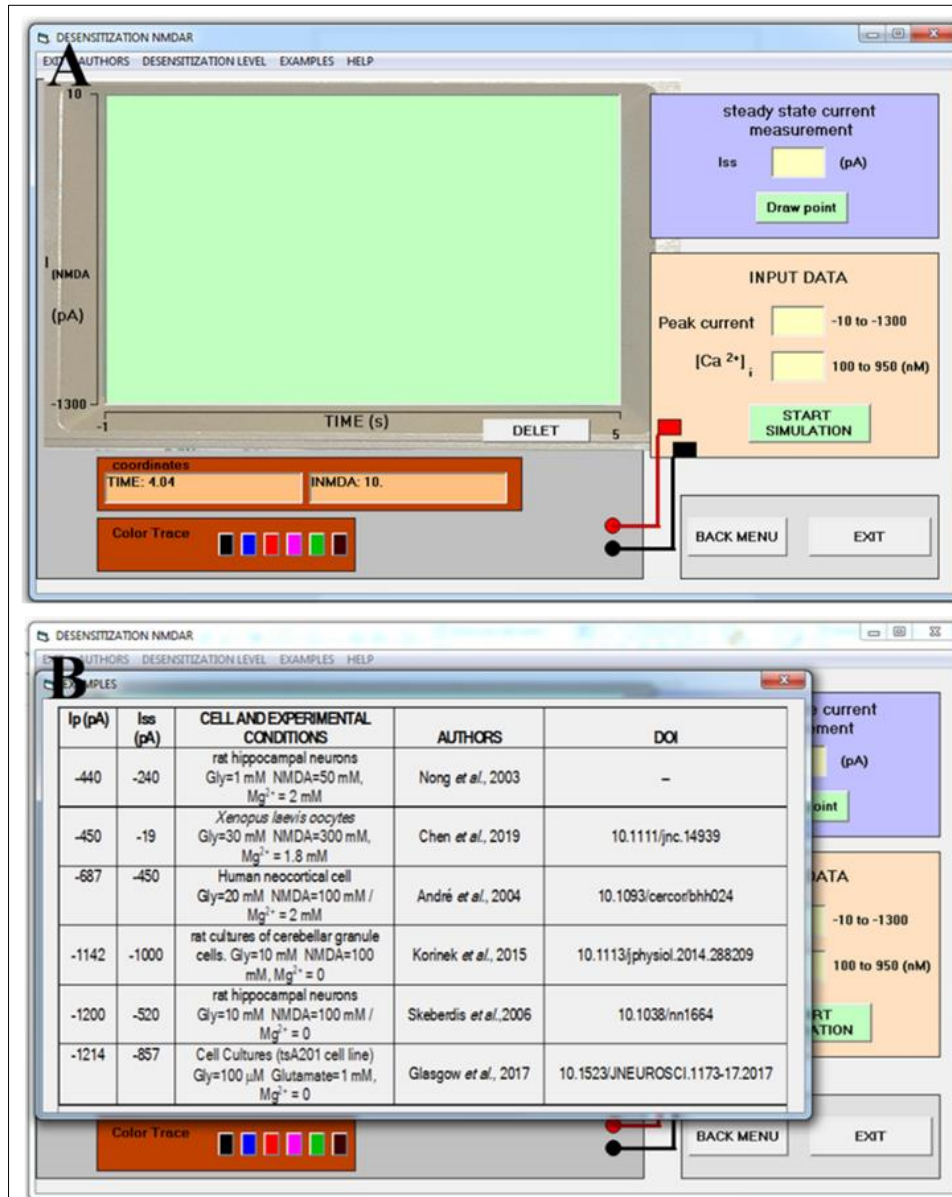 DESENSITIZATION NMDAR
AUTHORS DESENSITIZATION LEVEL EXAMPLES HELP
A
10
I (NMDA
(pA)
-1300
-1
TIME (s)
5
DELET
steady state current
measurement
Iss (pA)
Draw point
INPUT DATA
Peak current -10 to -1300
[Ca 2+] i 100 to 950 (nM)
START
SIMULATION
coordinates
TIME: 4.04 INMDA: 10.
Color Trace
BACK MENU EXIT
DESENSITIZATION NMDAR
AUTHORS DESENSITIZATION LEVEL EXAMPLES HELP
B
Ip (pA) Iss (pA) CELL AND EXPERIMENTAL CONDITIONS AUTHORS DOI
-440 -240 rat hippocampal neurons Nong et al., 2003 –
Gly=1 mM NMDA=50 mM,
Mg2+ = 2 mM
-450 -19 Xenopus laevis oocytes Chen et al., 2019 10.1111/jnc.14939
Gly=30 mM NMDA=300 mM,
Mg2+ = 1.8 mM
-687 -450 Human neocortical cell André et al., 2004 10.1093/cercor/bhh024
Gly=20 mM NMDA=100 mM /
Mg2+ = 2 mM
-1142 -1000 rat cultures of cerebellar granule Korinek et al., 2015 10.1113/jphysiol.2014.288209
cells. Gly=10 mM NMDA=100
mM, Mg2+ = 0
-1200 -520 rat hippocampal neurons Skeberdis et al.,2006 10.1038/nn1664
Gly=10 mM NMDA=100 mM /
Mg2+ = 0
-1214 -857 Cell Cultures (tsA201 cell line) Glasgow et al., 2017 10.1523/JNEUROSCI.1173-17.2017
Gly=100 µM Glutamate=1 mM,
Mg2+ = 0
current
(pA)
-10 to -1300
100 to 950 (nM)
Color Trace
BACK MENU EXIT